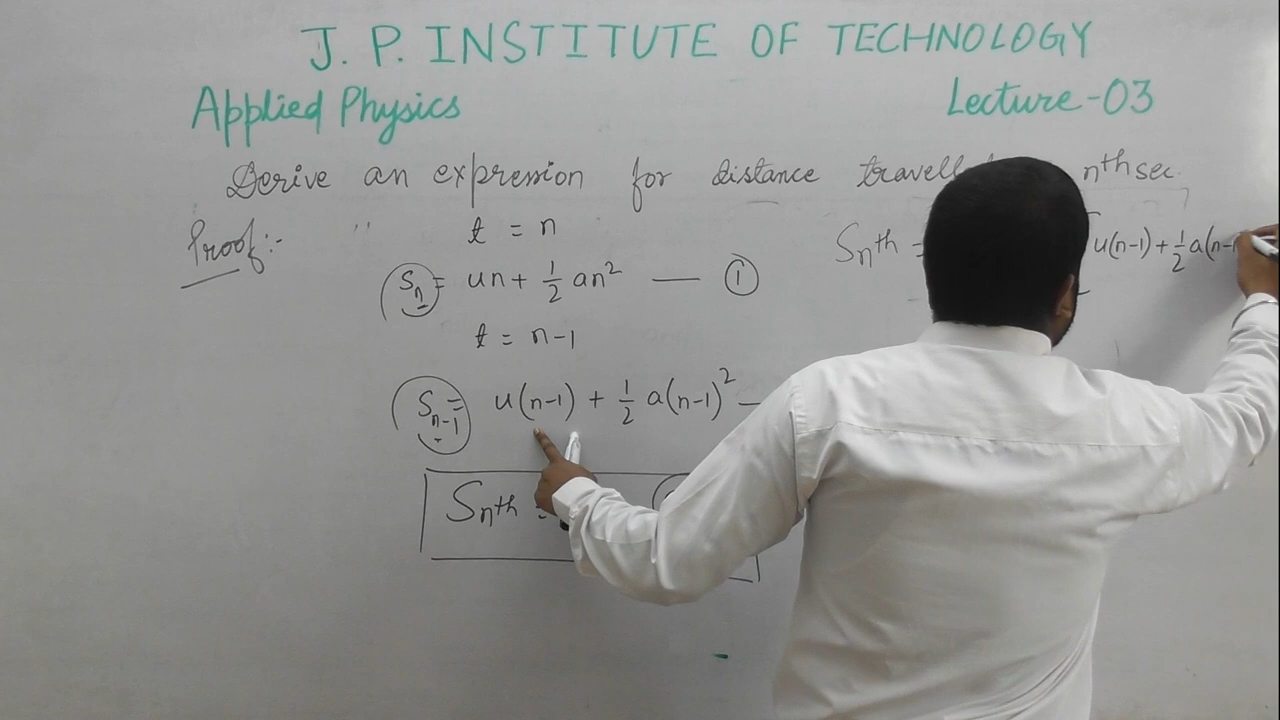 J. P. INSTITUTE OF TECHNOLOGY
Applied Physics Lecture-03
Derive an expression for distance travell nth sec.
Proof:- t = n
Sn = un + 1/2 an² — ①
t = n-1
Sn-1 = u(n-1) + 1/2 a(n-1)² —
Snth =
Snth = u(n-1) + 1/2 a(n-1